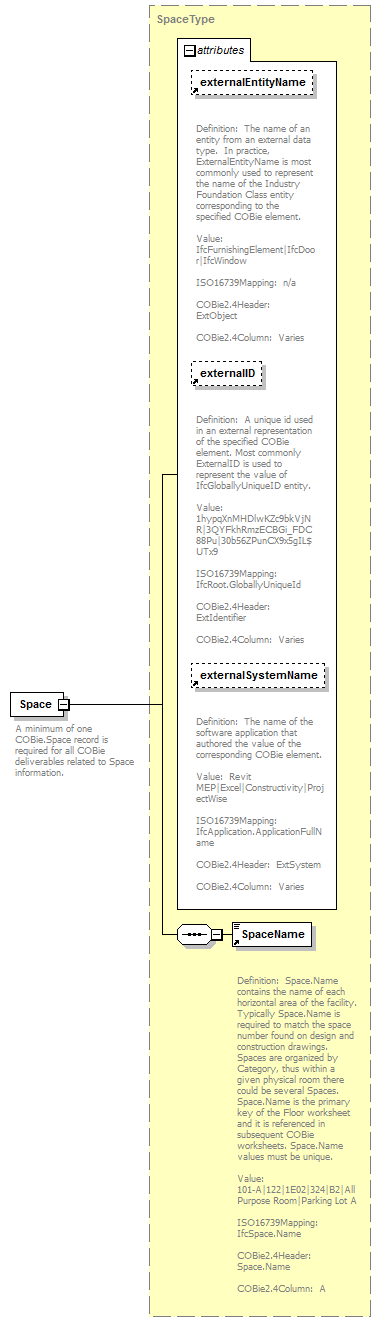 SpaceType
attributes
externalEntityName
Definition:  The name of an
entity from an external data
type.  In practice,
ExternalEntityName is most
commonly used to represent
the name of the Industry
Foundation Class entity
corresponding to the
specified COBie element.
Value:
IfcFurnishingElement|IfcDoo
r|IfcWindow
ISO16739Mapping:  n/a
COBie2.4Header:
ExtObject
COBie2.4Column:  Varies
externalID
Definition:  A unique id used
in an external representation
of the specified COBie
element. Most commonly
ExternalID is used to
represent the value of
IfcGloballyUniqueID entity.
Value:
1hypqXnMHDlwKZc9bkVjN
R|3QYFkhRmzECBGi_FDC
88Pu|30b56ZPunCX9x5gIL$
UTx9
ISO16739Mapping:
IfcRoot.GloballyUniqueId
COBie2.4Header:
ExtIdentifier
COBie2.4Column:  Varies
externalSystemName
Definition:  The name of the
software application that
authored the value of the
corresponding COBie element.
Value:  Revit
MEP|Excel|Constructivity|Proj
ectWise
ISO16739Mapping:
IfcApplication.ApplicationFullN
ame
COBie2.4Header:  ExtSystem
COBie2.4Column:  Varies
Space
A minimum of one
COBie.Space record is
required for all COBie
deliverables related to Space
information.
SpaceName
Definition:  Space.Name
contains the name of each
horizontal area of the facility.
Typically Space.Name is
required to match the space
number found on design and
construction drawings.
Spaces are organized by
Category, thus within a
given physical room there
could be several Spaces.
Space.Name is the primary
key of the Floor worksheet
and it is referenced in
subsequent COBie
worksheets. Space.Name
values must be unique.
Value:
101-A|122|1E02|324|B2|All
Purpose Room|Parking Lot A
ISO16739Mapping:
IfcSpace.Name
COBie2.4Header:
Space.Name
COBie2.4Column:  A